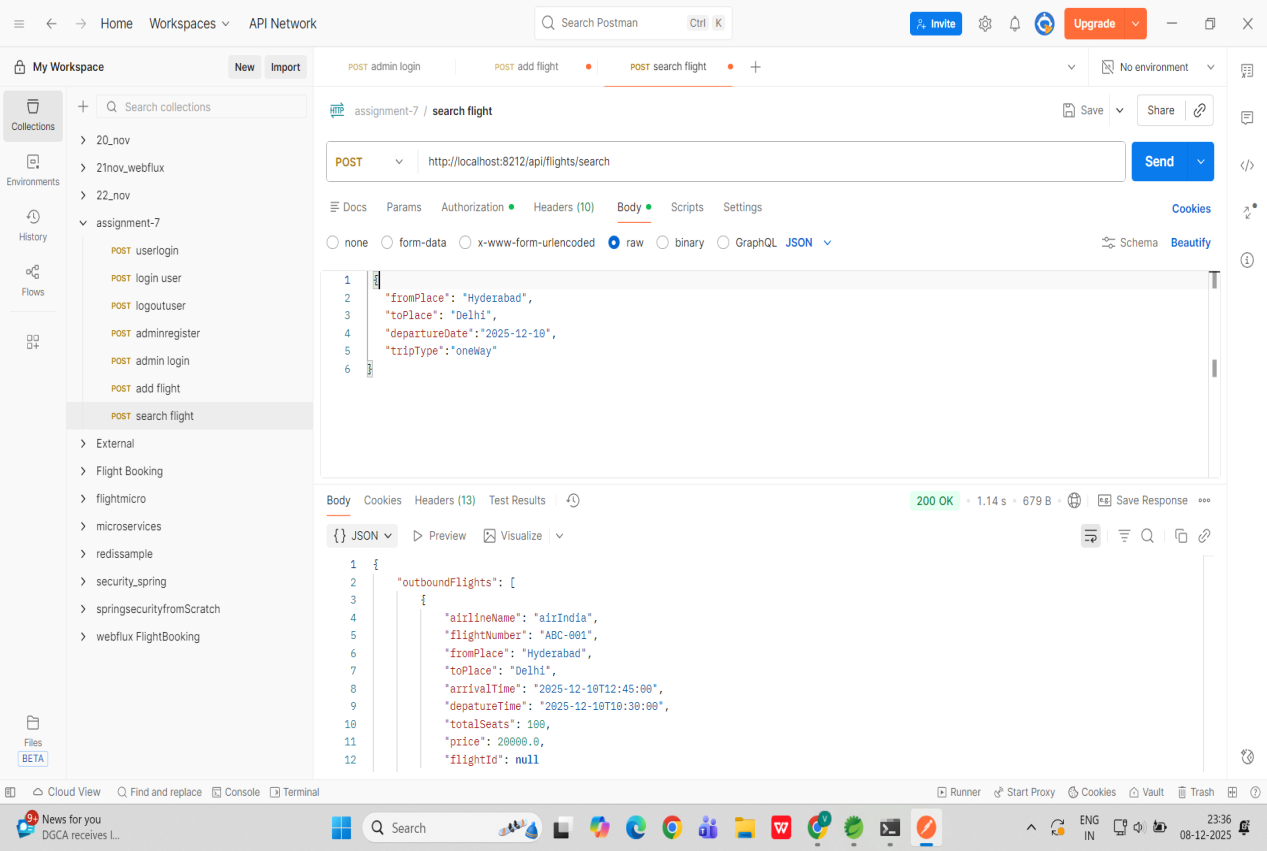 Home Workspaces API Network Search Postman Ctrl K Invite Upgrade
My Workspace New Import POST admin login POST add flight POST search flight No environment
Collections
Environments
History
Flows
Files
BETA
Search collections
20_nov
21nov_webflux
22_nov
assignment-7
POST userlogin
POST login user
POST logoutuser
POST adminregister
POST admin login
POST add flight
POST search flight
External
Flight Booking
flightmicro
microservices
redissample
security_spring
springsecurityfromScratch
webflux FlightBooking
HTTP assignment-7 / search flight Save Share
POST http://localhost:8212/api/flights/search Send
Docs Params Authorization Headers (10) Body Scripts Settings Cookies
none form-data x-www-form-urlencoded raw binary GraphQL JSON Schema Beautify
1 {
2 "fromPlace": "Hyderabad",
3 "toPlace": "Delhi",
4 "departureDate":"2025-12-10",
5 "tripType":"oneWay"
6 }
Body Cookies Headers (13) Test Results 200 OK • 1.14 s • 679 B • e.g. Save Response
{} JSON Preview Visualize
1 {
2 "outboundFlights": [
3 {
4 "airlineName": "airIndia",
5 "flightNumber": "ABC-001",
6 "fromPlace": "Hyderabad",
7 "toPlace": "Delhi",
8 "arrivalTime": "2025-12-10T12:45:00",
9 "depatureTime": "2025-12-10T10:30:00",
10 "totalSeats": 100,
11 "price": 20000.0,
12 "flightId": null
Cloud View Find and replace Console Terminal Runner Start Proxy Cookies Vault Trash
9+ News for you
DGCA receives l...
Search
V
ENG
IN
23:36
08-12-2025